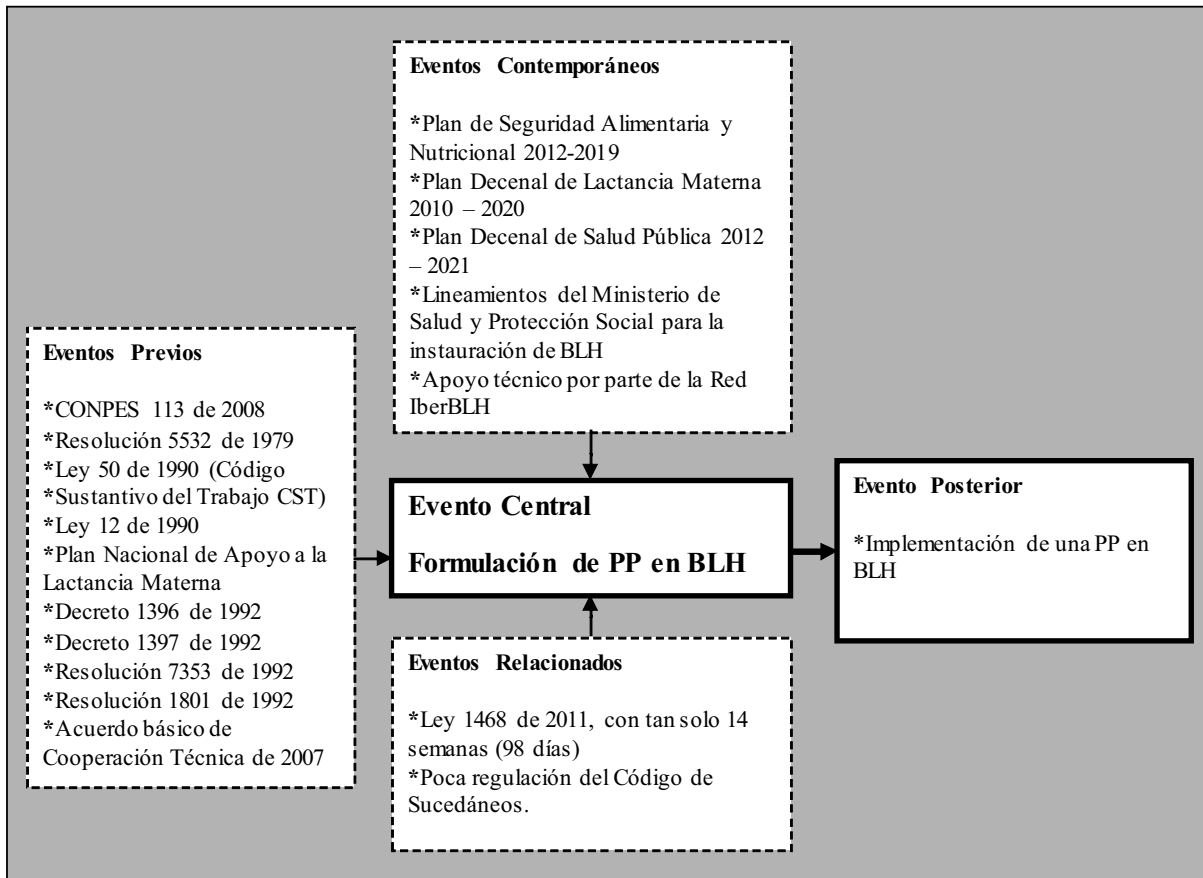 Eventos Contemporáneos
*Plan de Seguridad Alimentaria y
Nutricional 2012-2019
*Plan Decenal de Lactancia Materna
2010 – 2020
*Plan Decenal de Salud Pública 2012
– 2021
*Lineamientos del Ministerio de
Salud y Protección Social para la
instauración de BLH
*Apoyo técnico por parte de la Red
IberBLH
Eventos Previos
*CONPES 113 de 2008
*Resolución 5532 de 1979
*Ley 50 de 1990 (Código
*Sustantivo del Trabajo CST)
*Ley 12 de 1990
*Plan Nacional de Apoyo a la
Lactancia Materna
*Decreto 1396 de 1992
*Decreto 1397 de 1992
*Resolución 7353 de 1992
*Resolución 1801 de 1992
*Acuerdo básico de
Cooperación Técnica de 2007
Evento Central
Formulación de PP en BLH
Evento Posterior
*Implementación de una PP en
BLH
Eventos Relacionados
*Ley 1468 de 2011, con tan solo 14
semanas (98 días)
*Poca regulación del Código de
Sucedáneos.